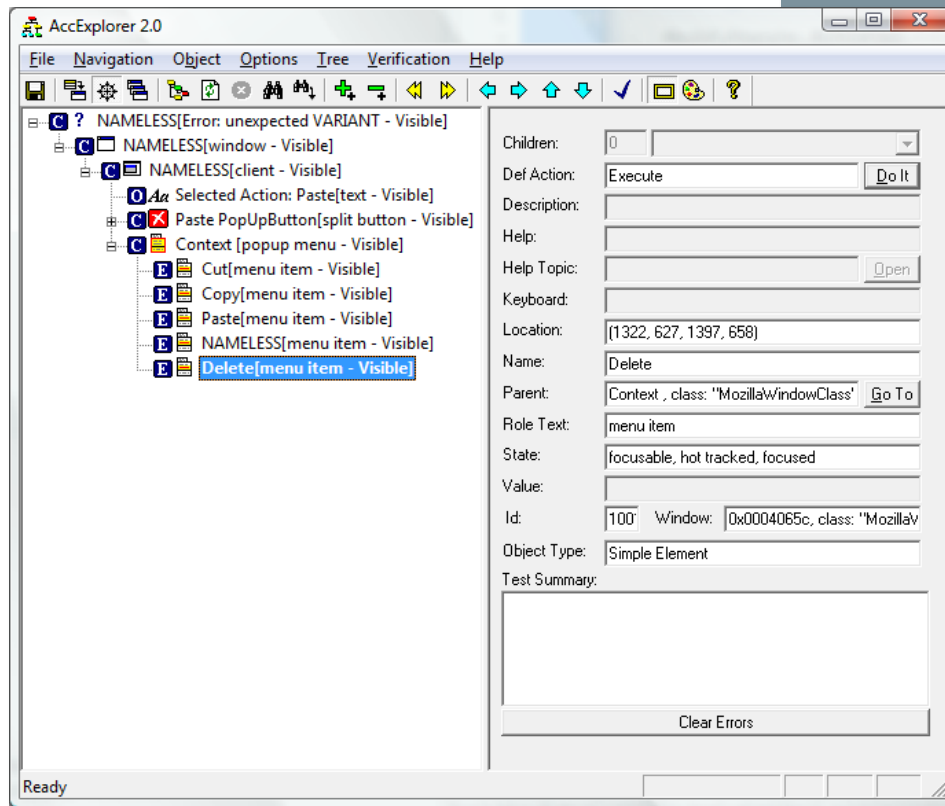 AccExplorer 2.0
File Navigation Object Options Tree Verification Help
C ? NAMELESS[Error: unexpected VARIANT - Visible]
C NAMELESS[window - Visible]
C NAMELESS[client - Visible]
O Aa Selected Action: Paste[text - Visible]
C Paste PopUpButton[split button - Visible]
C Context [popup menu - Visible]
E Cut[menu item - Visible]
E Copy[menu item - Visible]
E Paste[menu item - Visible]
E NAMELESS[menu item - Visible]
E Delete[menu item - Visible]
Children: 0
Def Action: Execute Do It
Description:
Help:
Help Topic: Open
Keyboard:
Location: (1322, 627, 1397, 658)
Name: Delete
Parent: Context , class: "MozillaWindowClass" Go To
Role Text: menu item
State: focusable, hot tracked, focused
Value:
Id: 100 Window: 0x0004065c, class: "MozillaW
Object Type: Simple Element
Test Summary:
Clear Errors
Ready